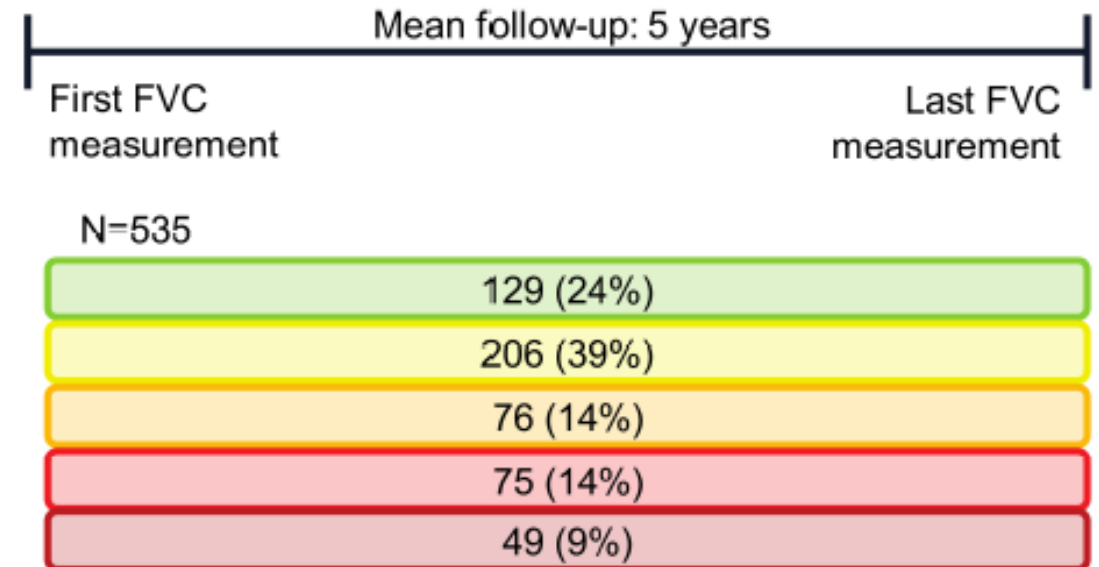 Mean follow-up: 5 years
First FVC
measurement
Last FVC
measurement
N=535
129 (24%)
206 (39%)
76 (14%)
75 (14%)
49 (9%)